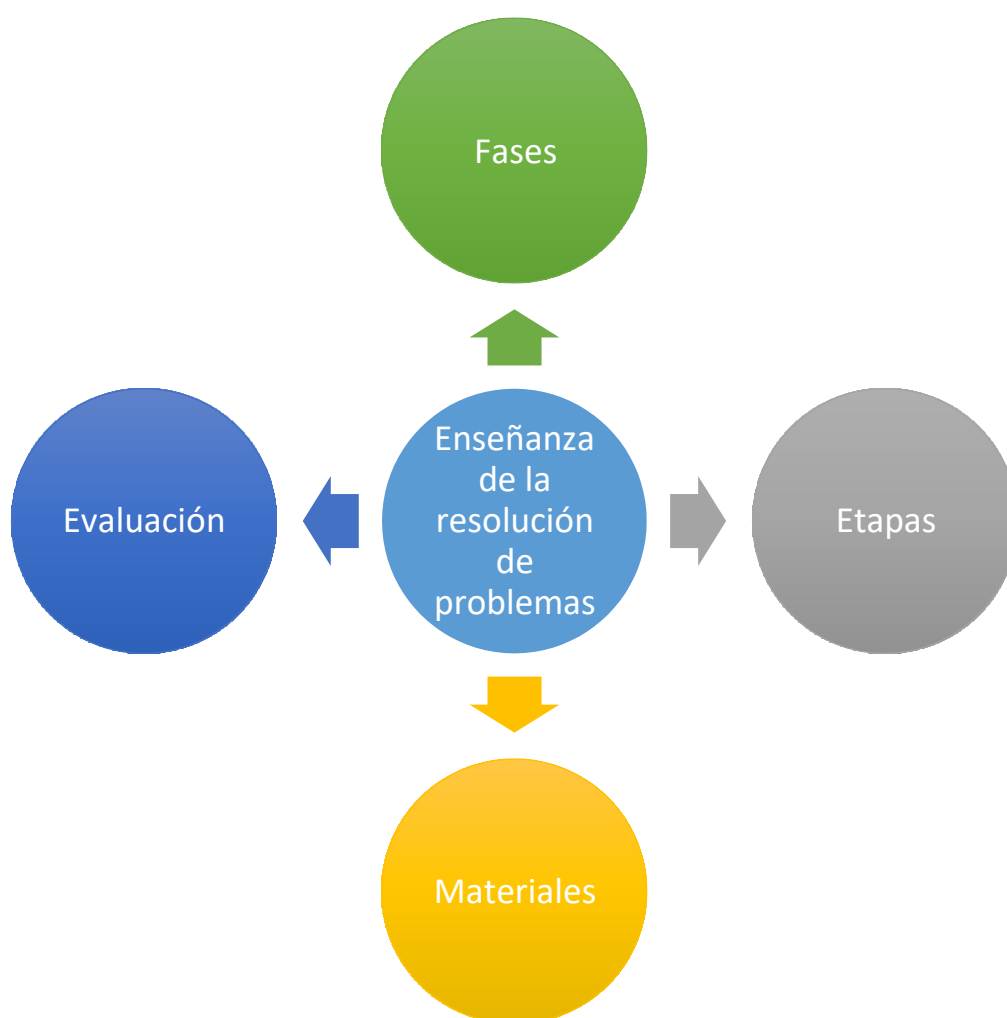 Fases
Enseñanza
de la
resolución
de
problemas
Evaluación
Etapas
Materiales